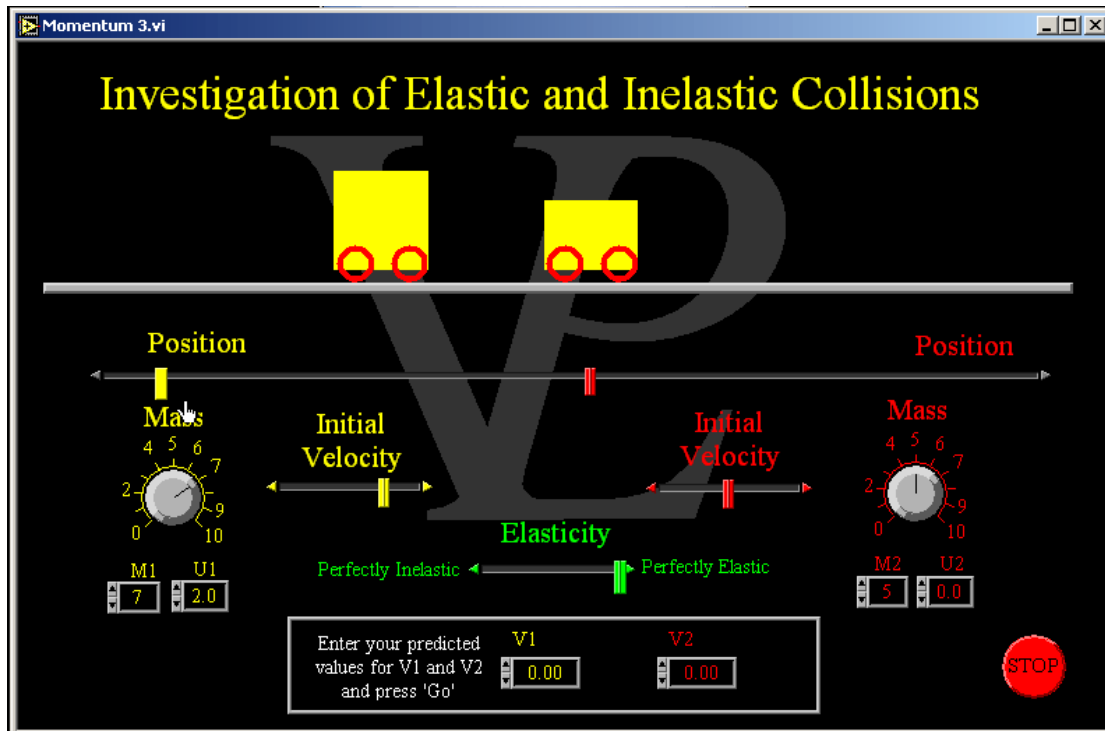 Momentum 3.vi
Investigation of Elastic and Inelastic Collisions
VPL
Position
Position
Mass
4 5 6
7
2
9
0 10
Initial
Velocity
Initial
Velocity
Mass
4 5 6
7
2
9
0 10
Elasticity
Perfectly Inelastic
Perfectly Elastic
M1 U1
7 2.0
M2 U2
5 0.0
Enter your predicted
values for V1 and V2
and press 'Go'
V1 V2
0.00 0.00
STOP